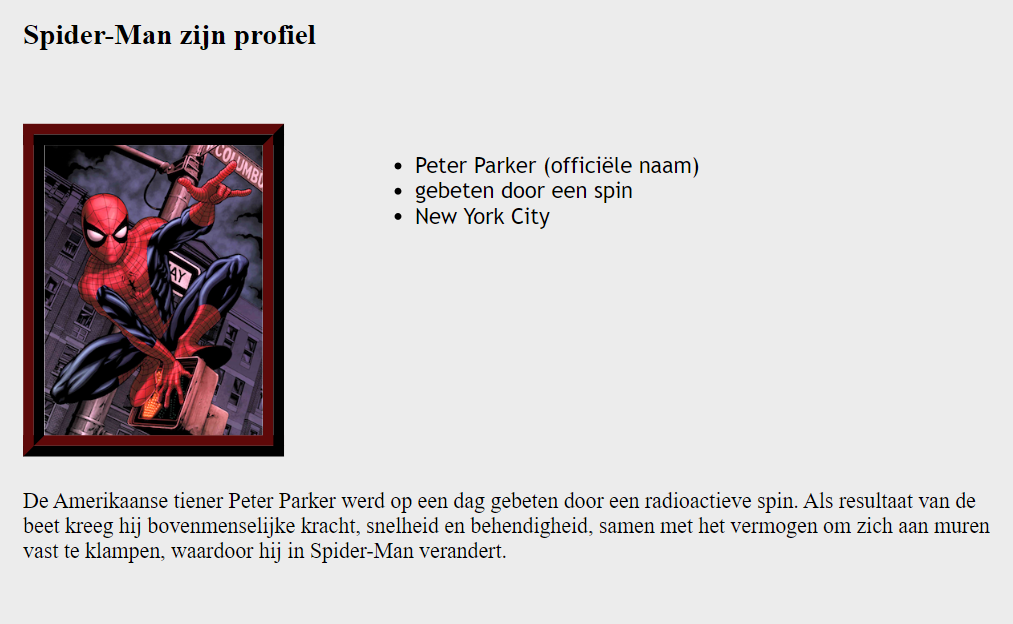 Spider-Man zijn profiel
COLUMB
AY
Peter Parker (officiële naam)
gebeten door een spin
New York City
De Amerikaanse tiener Peter Parker werd op een dag gebeten door een radioactieve spin. Als resultaat van de
beet kreeg hij bovenmenselijke kracht, snelheid en behendigheid, samen met het vermogen om zich aan muren
vast te klampen, waardoor hij in Spider-Man verandert.